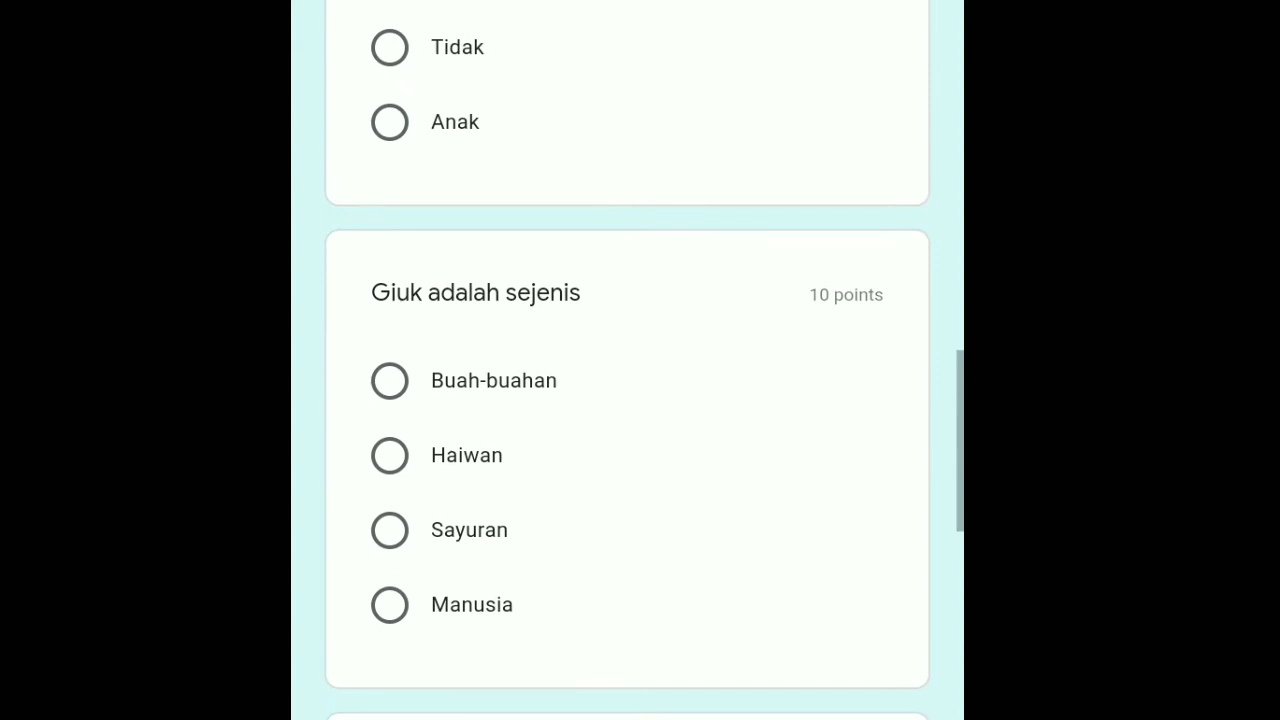 Tidak
Anak
Giuk adalah sejenis
10 points
Buah-buahan
Haiwan
Sayuran
Manusia